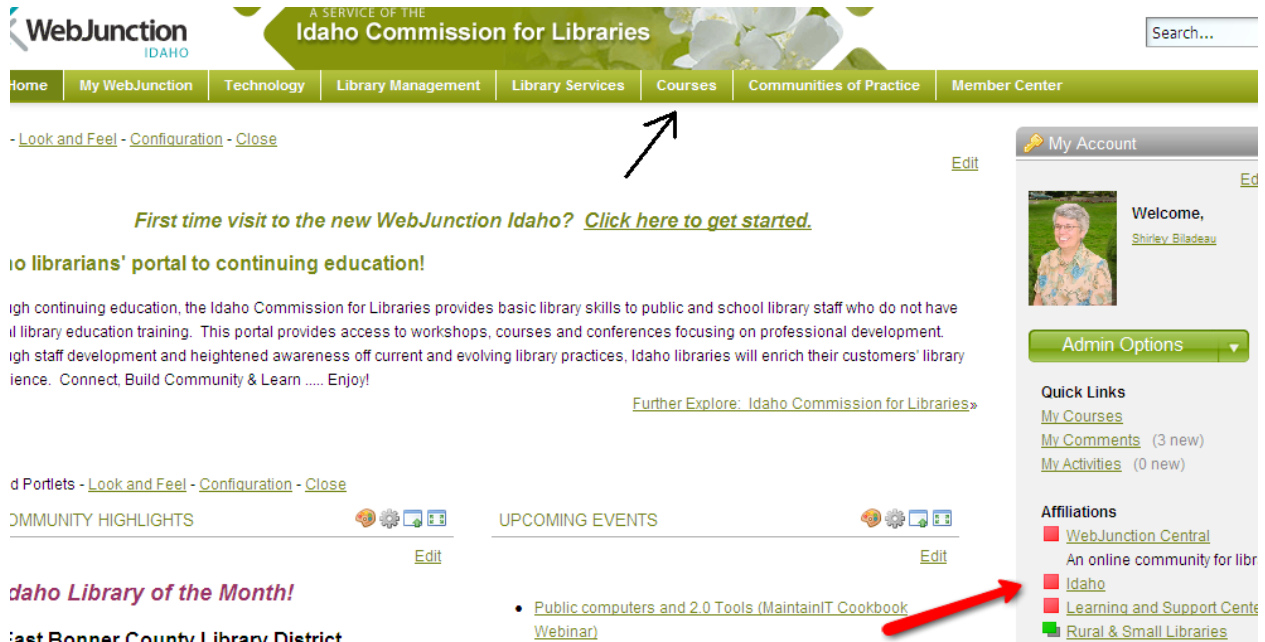 WebJunction
IDAHO
A SERVICE OF THE
Idaho Commission for Libraries
Search...
Home My WebJunction Technology Library Management Library Services Courses Communities of Practice Member Center
- Look and Feel - Configuration - Close
Edit
First time visit to the new WebJunction Idaho? Click here to get started.
librarians' portal to continuing education!
continuing education, the Idaho Commission for Libraries provides basic library skills to public and school library staff who do not have
library education training. This portal provides access to workshops, courses and conferences focusing on professional development.
staff development and heightened awareness off current and evolving library practices, Idaho libraries will enrich their customers' library
Connect, Build Community & Learn ..... Enjoy!
Further Explore: Idaho Commission for Libraries»
Portlets - Look and Feel - Configuration - Close
COMMUNITY HIGHLIGHTS
Edit
Idaho Library of the Month!
East Bonner County Library District
UPCOMING EVENTS
Edit
• Public computers and 2.0 Tools (MaintainIT Cookbook
Webinar)
My Account
Welcome,
Shirley Biladeau
Admin Options
Quick Links
My Courses
My Comments (3 new)
My Activities (0 new)
Affiliations
WebJunction Central
An online community for libr
Idaho
Learning and Support Cente
Rural & Small Libraries